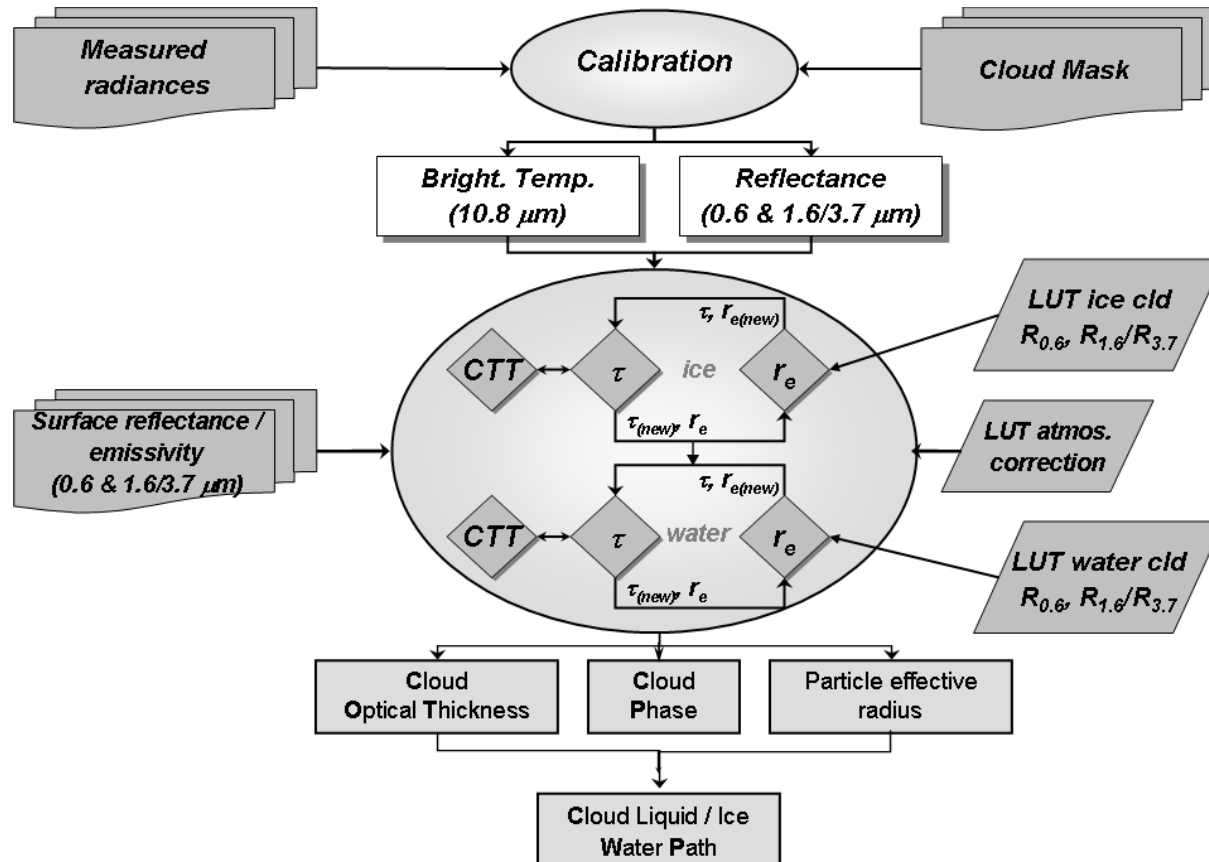 Measured
radiances
Calibration
Cloud Mask
Bright. Temp.
(10.8 μm)
Reflectance
(0.6 & 1.6/3.7 μm)
τ, re(new)
CTT
τ
ice
re
τ(new), re
LUT ice cld
R0.6, R1.6/R3.7
Surface reflectance /
emissivity
(0.6 & 1.6/3.7 μm)
LUT atmos.
correction
τ, re(new)
CTT
τ
water
re
τ(new), re
LUT water cld
R0.6, R1.6/R3.7
Cloud
Optical Thickness
Cloud
Phase
Particle effective
radius
Cloud Liquid / Ice
Water Path